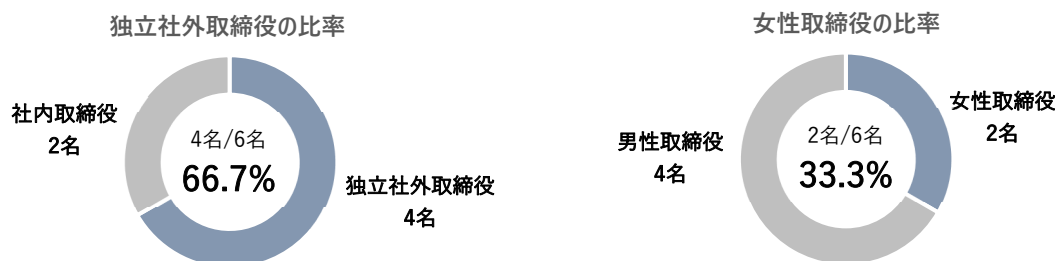 独立社外取締役の比率
社内取締役
2名
4名/6名
66.7%
独立社外取締役
4名
女性取締役の比率
男性取締役
4名
2名/6名
33.3%
女性取締役
2名